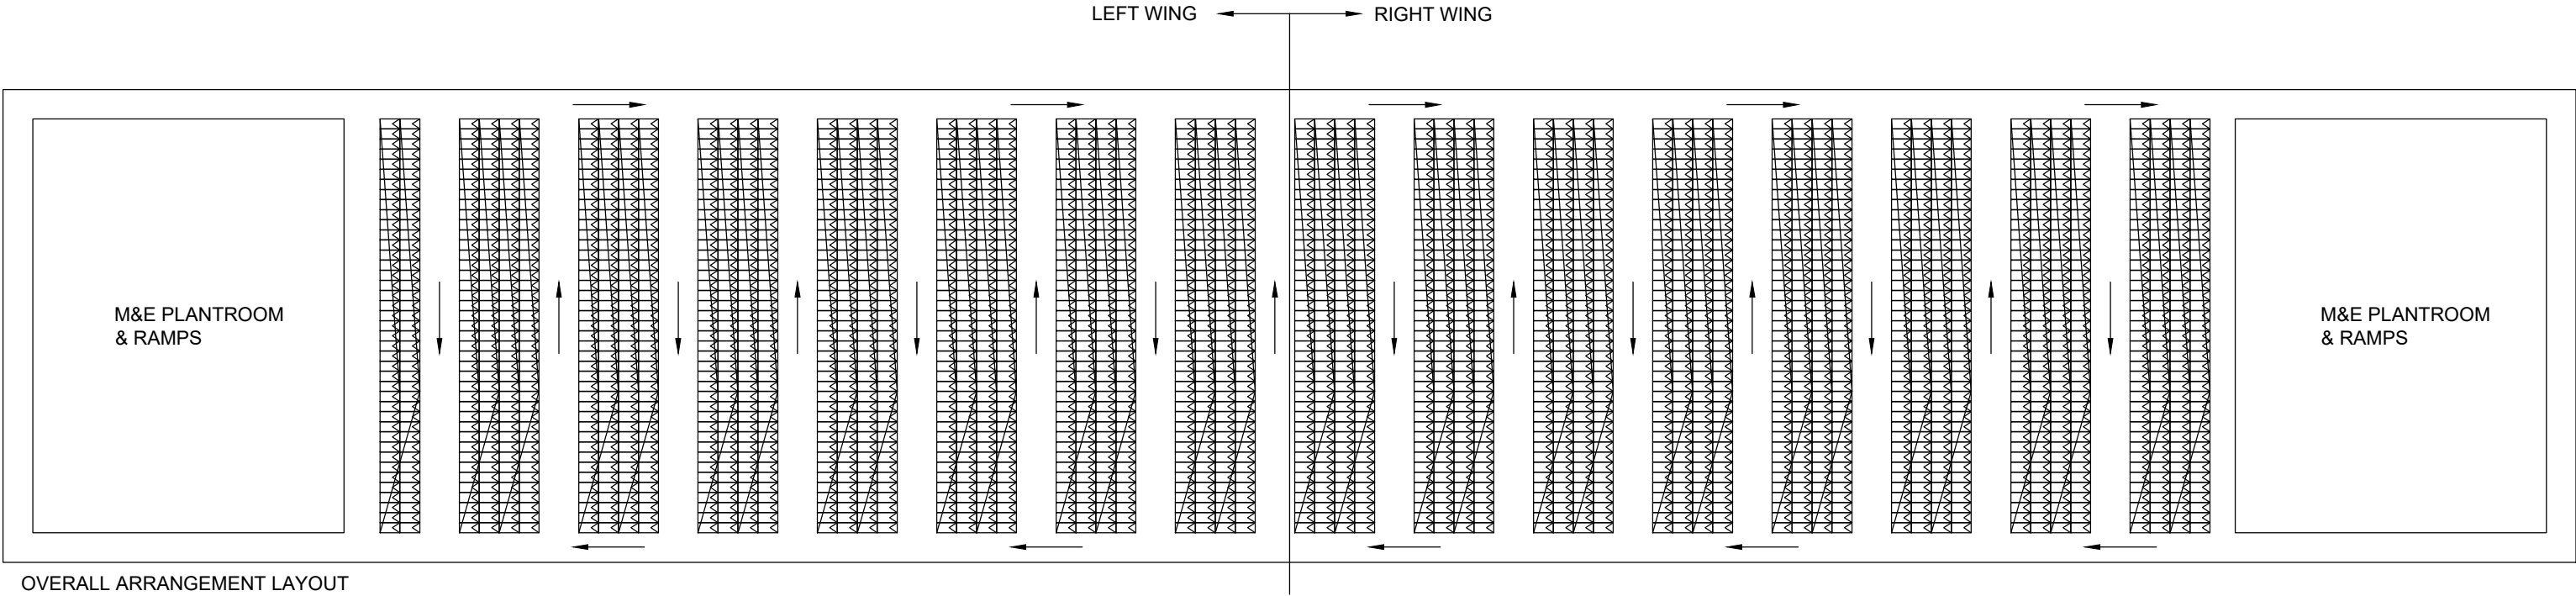 LEFT WING
RIGHT WING
M&E PLANTROOM
& RAMPS
M&E PLANTROOM
& RAMPS
OVERALL ARRANGEMENT LAYOUT